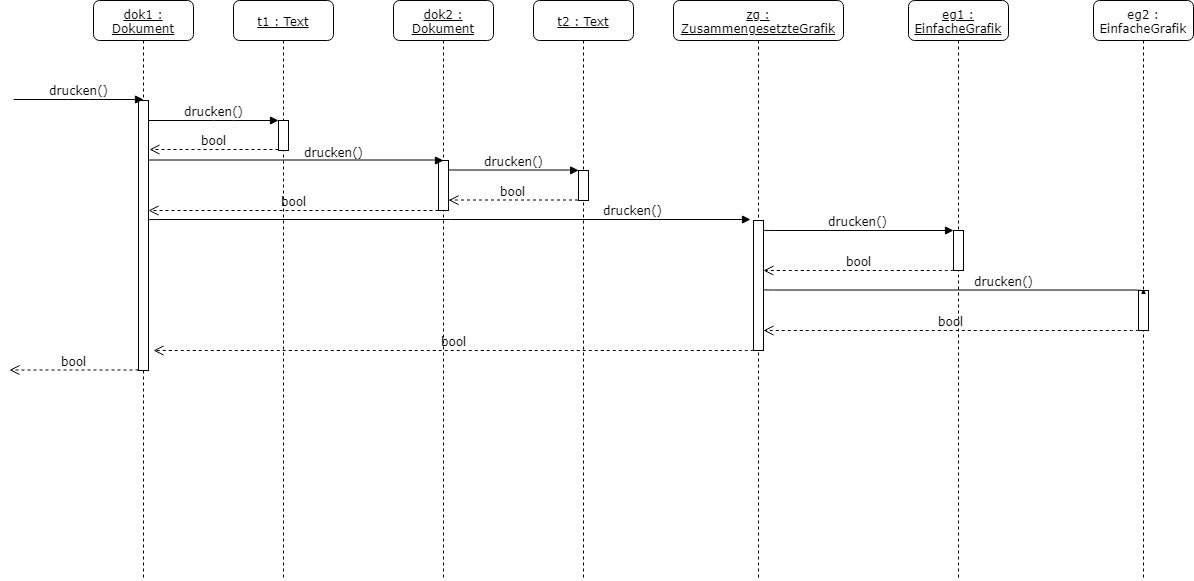 dok1 :
Dokument
t1 : Text
dok2 :
Dokument
t2 : Text
zg :
ZusammengesetzteGrafik
eg1 :
EinfacheGrafik
eg2 :
EinfacheGrafik
drucken()
drucken()
bool
drucken()
drucken()
bool
bool
drucken()
drucken()
bool
drucken()
bool
bool
bool